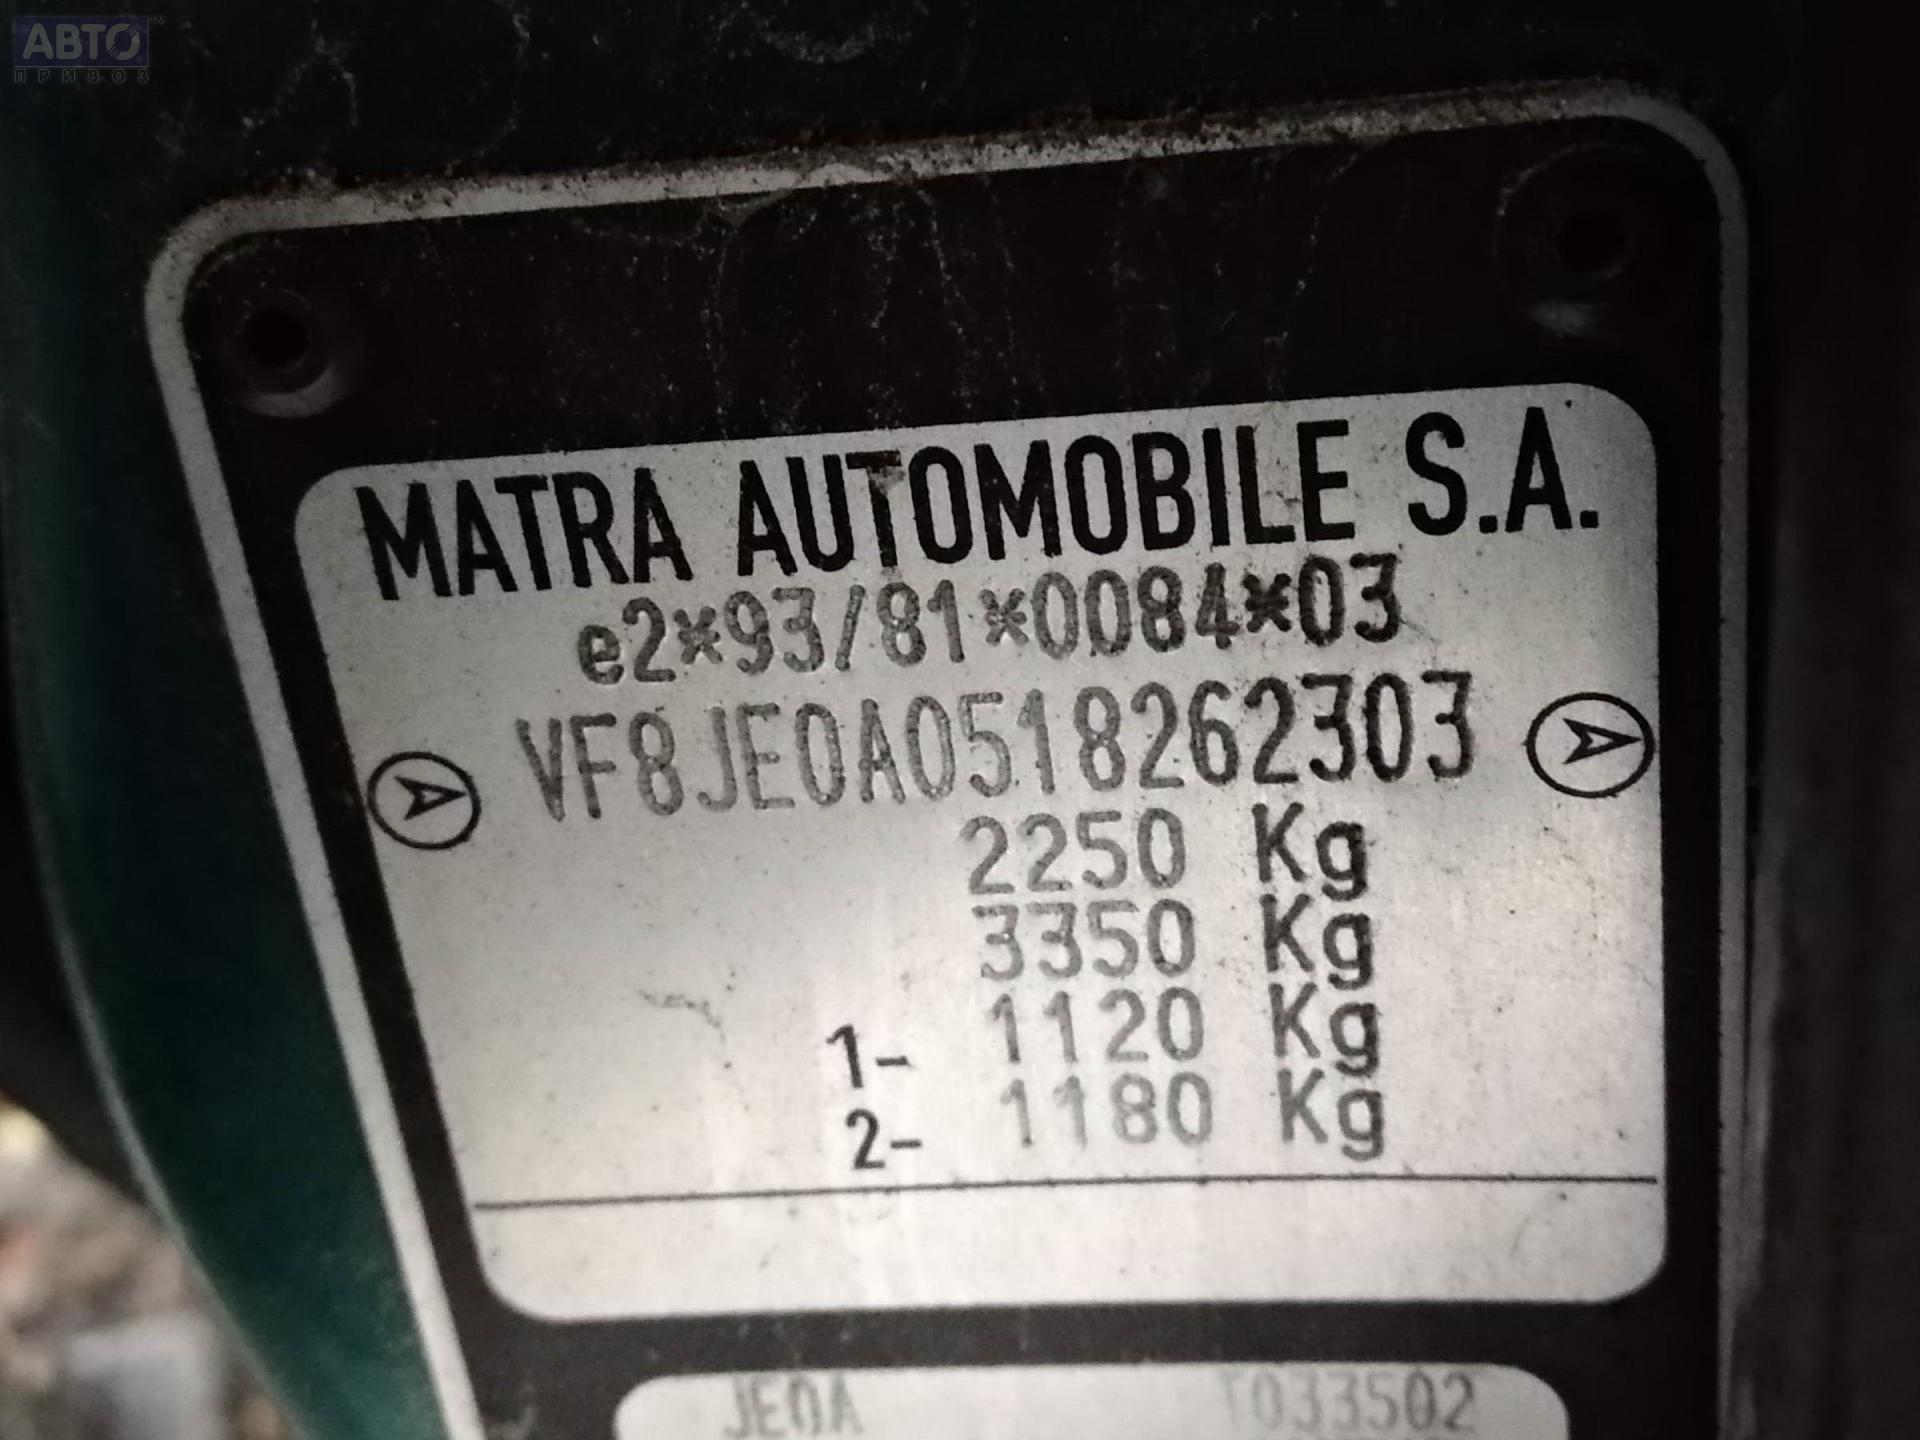 АВТО
ПРИВОЗ
MATRA AUTOMOBILE S.A.
e2*93/81*0084*03
VF8JE0A0518262303
2250 Kg
3350 Kg
1- 1120 Kg
2- 1180 Kg
JE0A T033502